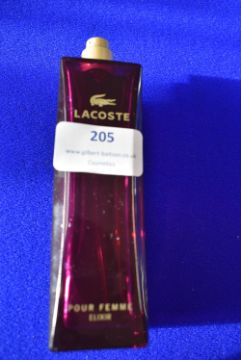 LACOSTE
205
www.gilbert-baitson.co.uk
Cosmetics
POUR FEMME
ELIXIR